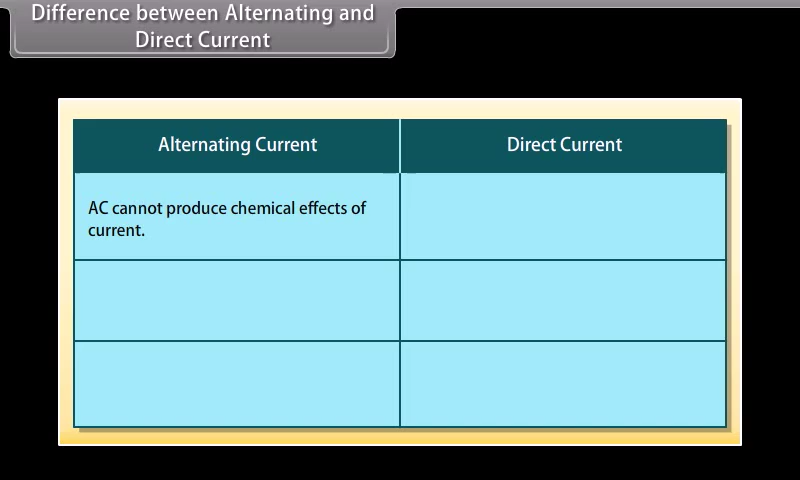 Difference between Alternating and
Direct Current
Alternating Current
Direct Current
AC cannot produce chemical effects of
current.